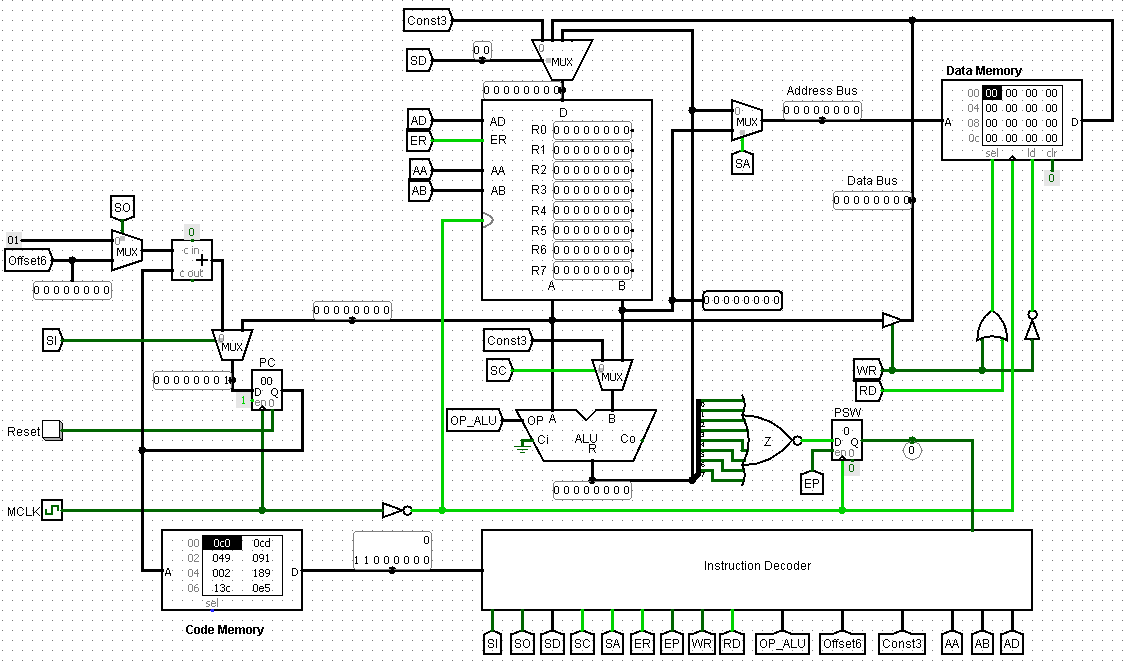 Const3
0
SD
0 0
MUX
0 0 0 0 0 0 0 0
Data Memory
D
AD
AD
ER
ER
AA
AA
AB
AB
R0 0 0 0 0 0 0 0 0
R1 0 0 0 0 0 0 0 0
R2 0 0 0 0 0 0 0 0
R3 0 0 0 0 0 0 0 0
R4 0 0 0 0 0 0 0 0
R5 0 0 0 0 0 0 0 0
R6 0 0 0 0 0 0 0 0
R7 0 0 0 0 0 0 0 0
A B
0
MUX
SA
Address Bus
0 0 0 0 0 0 0 0
00 00 00 00 00
04 00 00 00 00
08 00 00 00 00
0c 00 00 00 00
A D
sel ld clr
0
Data Bus
0 0 0 0 0 0 0 0
SO
01
0
MUX
Offset6
0 0 0 0 0 0 0 0
0
c in
+
c out
0 0 0 0 0 0 0 0
0 0 0 0 0 0 0 0
SI
0
MUX
0 0 0 0 0 0 0 1
PC
00
D Q
1 en 0
Const3
SC
0
MUX
WR
RD
OP_ALU
OP A B
Ci ALU Co
R
0 0 0 0 0 0 0 0
Z
PSW
0
D Q
en 0
0
0
EP
Reset
MCLK
00 0c0 0cd
02 049 091
04 002 189
06 13c 0e5
A D
sel
Code Memory
0
1 1 0 0 0 0 0 0
Instruction Decoder
SI SO SD SC SA ER EP WR RD OP_ALU Offset6 Const3 AA AB AD